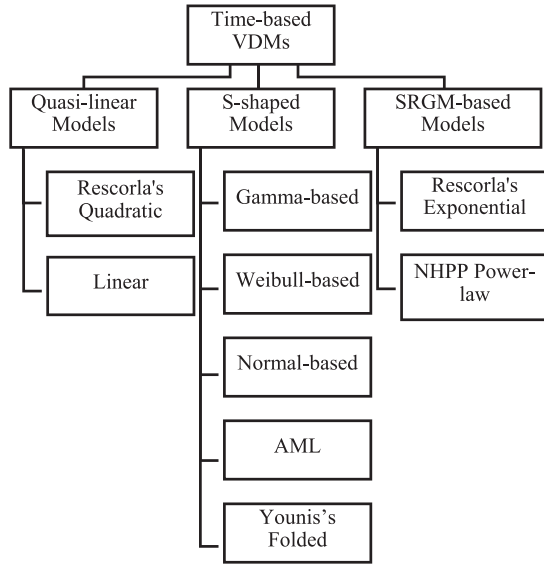 Time-based
VDMs
Quasi-linear
Models
S-shaped
Models
SRGM-based
Models
Rescorla's
Quadratic
Linear
Gamma-based
Weibull-based
Normal-based
AML
Younis’s
Folded
Rescorla's
Exponential
NHPP Power-
law